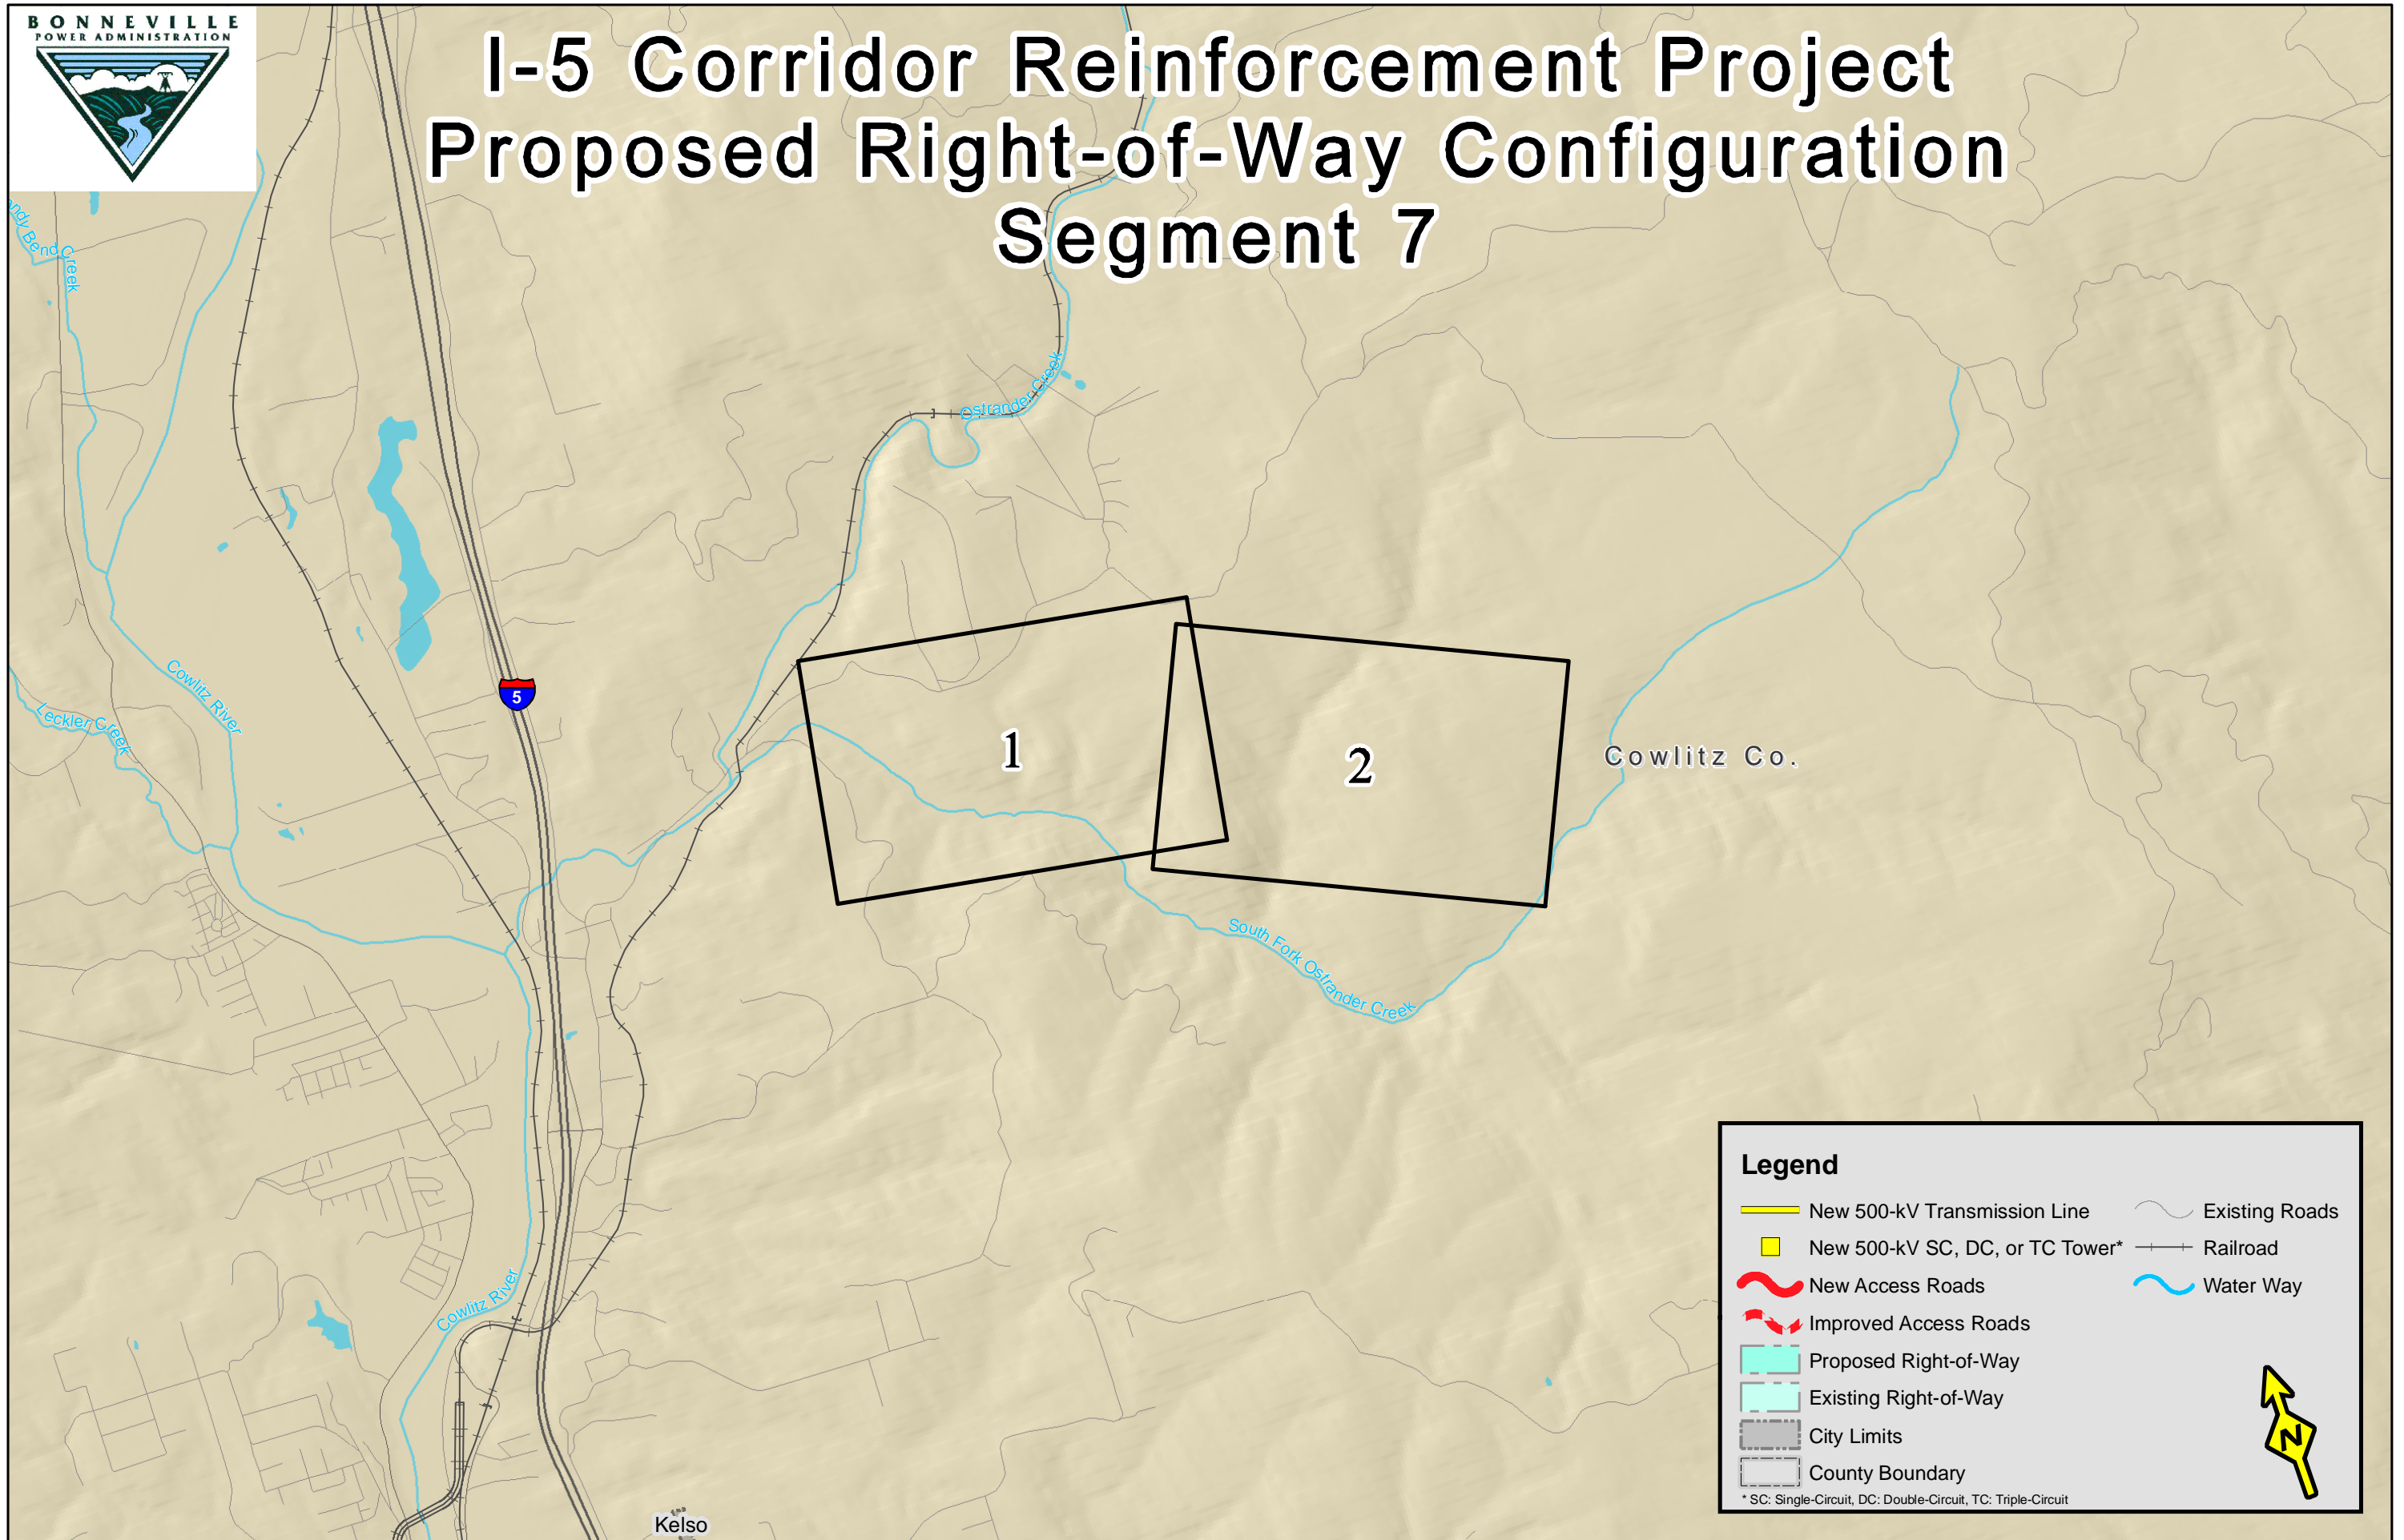 BONNEVILLE
POWER ADMINISTRATION
I-5 Corridor Reinforcement Project
Proposed Right-of-Way Configuration
Segment 7
Bend Creek
Ostrander Creek
Cowlitz River
Leckler Creek
5
1
2
Cowlitz Co.
South Fork Ostrander Creek
Cowlitz River
Kelso
Legend
New 500-kV Transmission Line
New 500-kV SC, DC, or TC Tower*
New Access Roads
Improved Access Roads
Proposed Right-of-Way
Existing Right-of-Way
City Limits
County Boundary
Existing Roads
Railroad
Water Way
* SC: Single-Circuit, DC: Double-Circuit, TC: Triple-Circuit
N